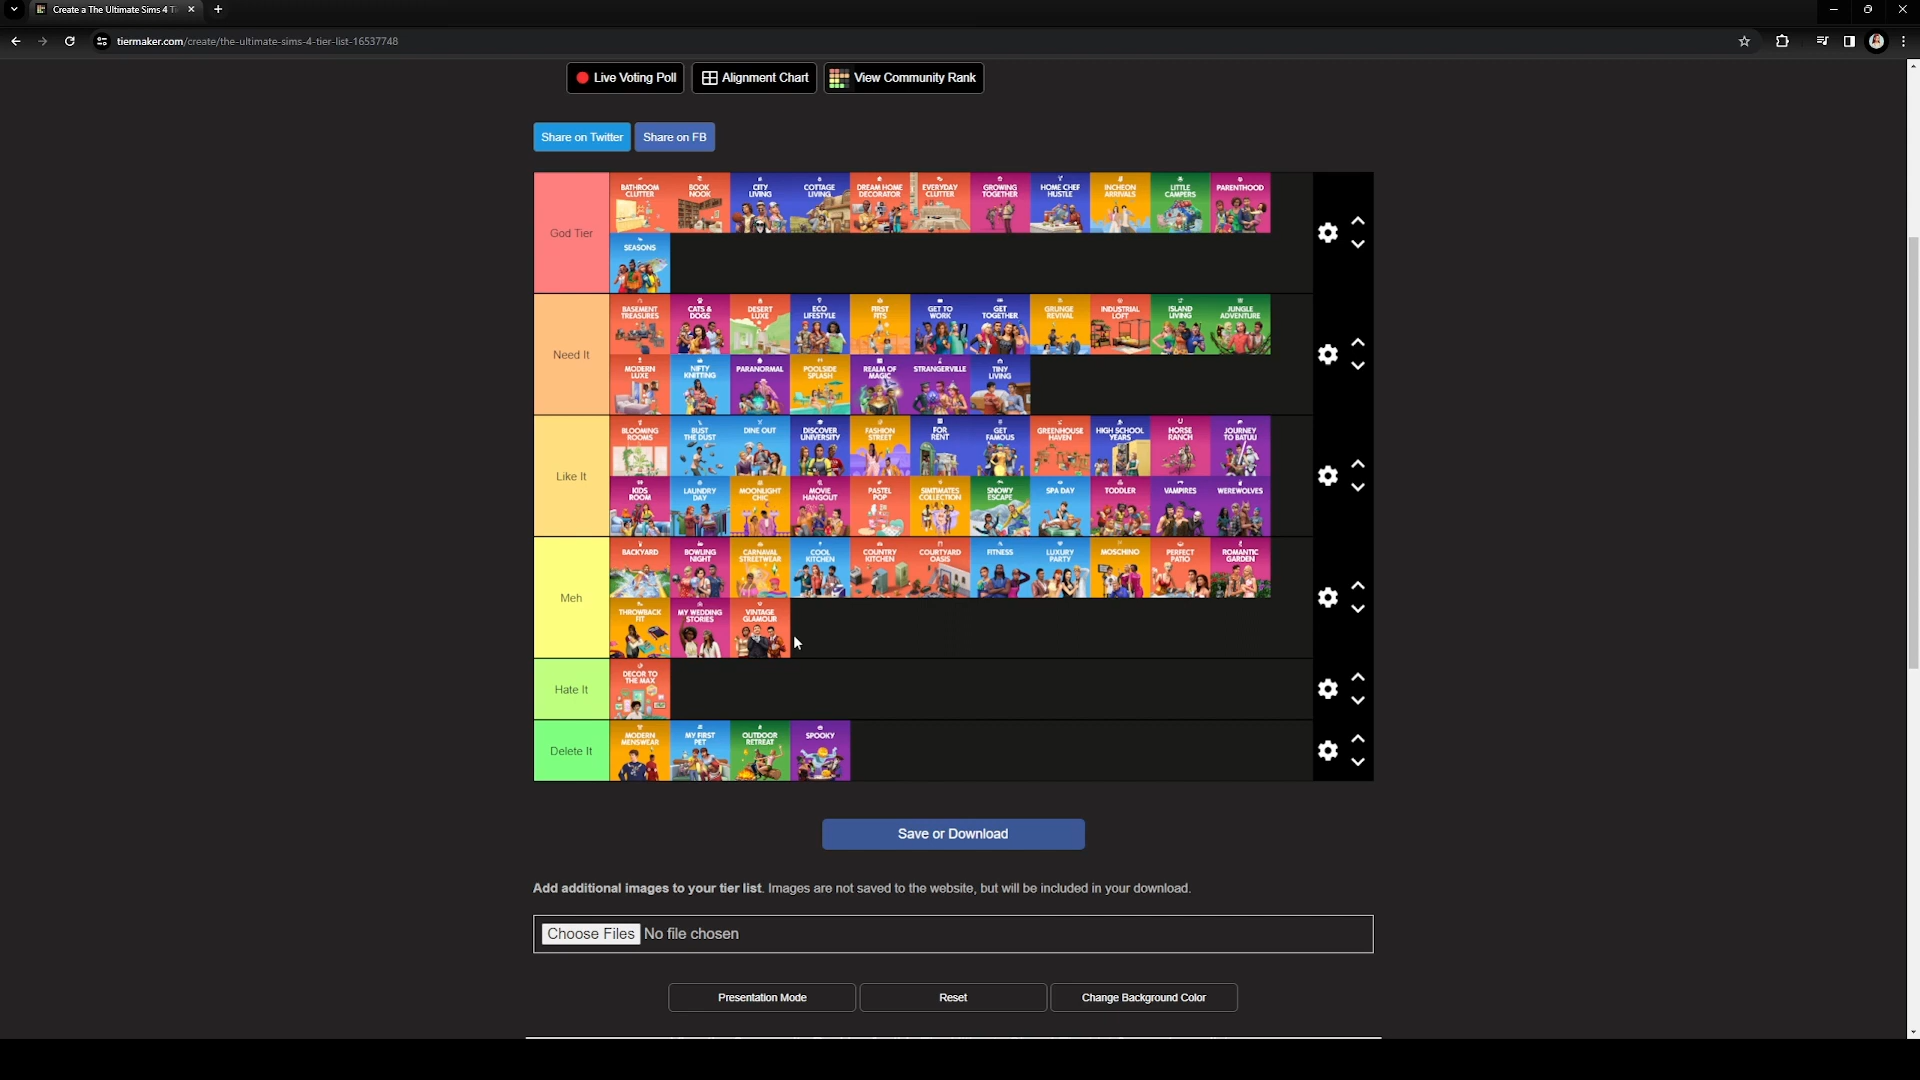 Create a The Ultimate Sims 4 T
tiermaker.com/create/the-ultimate-sims-4-tier-list-16537748
Live Voting Poll
Alignment Chart
View Community Rank
Share on Twitter
Share on FB
God Tier
BATHROOM CLUTTER
BOOK NOOK
CITY LIVING
COTTAGE LIVING
DREAM HOME DECORATOR
EVERYDAY CLUTTER
GROWING TOGETHER
HOME CHEF HUSTLE
INCHEON ARRIVALS
LITTLE CAMPERS
PARENTHOOD
SEASONS
Need It
BASEMENT TREASURES
CATS & DOGS
DESERT LUXE
ECO LIFESTYLE
FIRST FITS
GET TO WORK
GET TOGETHER
GRUNGE REVIVAL
INDUSTRIAL LOFT
ISLAND LIVING
JUNGLE ADVENTURE
MODERN LUXE
NIFTY KNITTING
PARANORMAL
POOLSIDE SPLASH
REALM OF MAGIC
STRANGERVILLE
TINY LIVING
Like It
BLOOMING ROOMS
BUST THE DUST
DINE OUT
DISCOVER UNIVERSITY
FASHION STREET
FOR RENT
GET FAMOUS
GREENHOUSE HAVEN
HIGH SCHOOL YEARS
HORSE RANCH
JOURNEY TO BATUU
KIDS ROOM
LAUNDRY DAY
MOONLIGHT CHIC
MOVIE HANGOUT
PASTEL POP
SIMTIMATES COLLECTION
SNOWY ESCAPE
SPA DAY
TODDLER
VAMPIRES
WEREWOLVES
Meh
BACKYARD
BOWLING NIGHT
CARNAVAL STREETWEAR
COOL KITCHEN
COUNTRY KITCHEN
COURTYARD OASIS
FITNESS
LUXURY PARTY
MOSCHINO
PERFECT PATIO
ROMANTIC GARDEN
THROWBACK FIT
MY WEDDING STORIES
VINTAGE GLAMOUR
Hate It
DECOR TO THE MAX
Delete It
MODERN MENSWEAR
MY FIRST PET
OUTDOOR RETREAT
SPOOKY
Save or Download
Add additional images to your tier list. Images are not saved to the website, but will be included in your download.
Choose Files No file chosen
Presentation Mode
Reset
Change Background Color